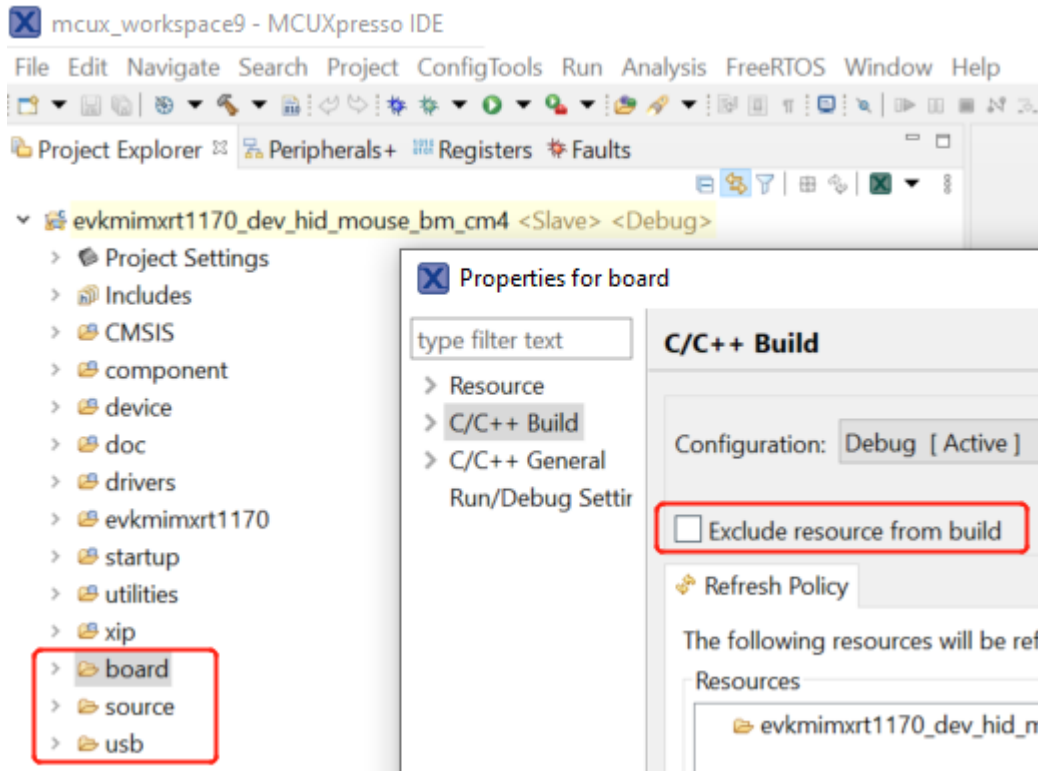 mcux_workspace9 - MCUXpresso IDE
File Edit Navigate Search Project ConfigTools Run Analysis FreeRTOS Window Help
Project Explorer Peripherals+ Registers Faults
evkmimxrt1170_dev_hid_mouse_bm_cm4 <Slave> <Debug>
Project Settings
Includes
CMSIS
component
device
doc
drivers
evkmimxrt1170
startup
utilities
xip
board
source
usb
Properties for board
type filter text
Resource
C/C++ Build
C/C++ General
Run/Debug Settir
C/C++ Build
Configuration: Debug [ Active ]
Exclude resource from build
Refresh Policy
The following resources will be ref
Resources
evkmimxrt1170_dev_hid_m